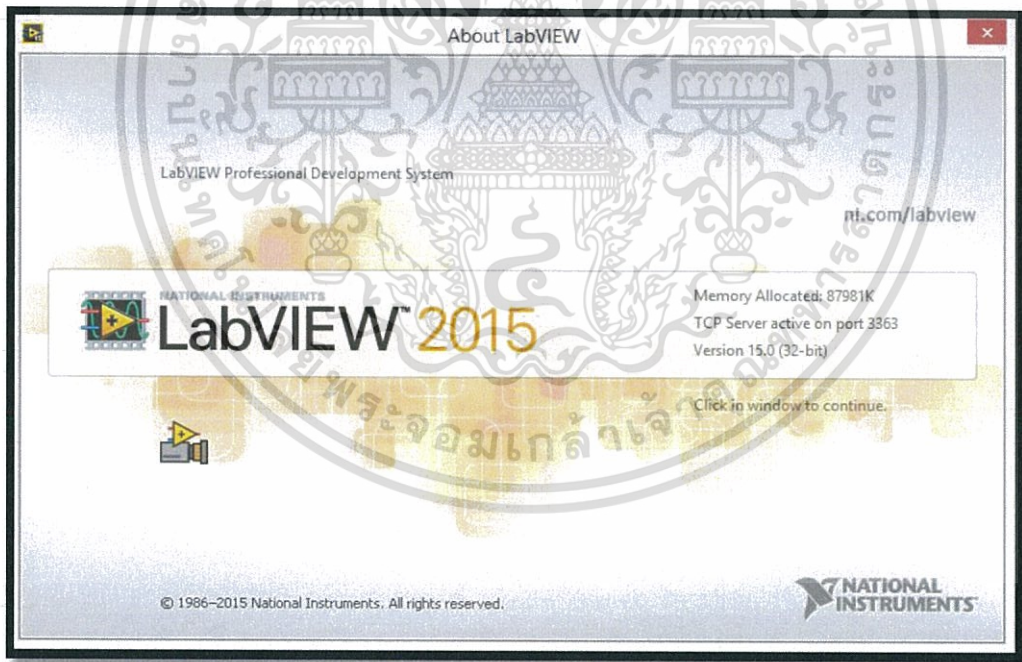 About LabVIEW
LabVIEW Professional Development System
ni.com/labview
NATIONAL INSTRUMENTS
LabVIEW™ 2015
Memory Allocated: 87981K
TCP Server active on port 3363
Version 15.0 (32-bit)
Click in window to continue.
© 1986–2015 National Instruments. All rights reserved.
NATIONAL INSTRUMENTS™